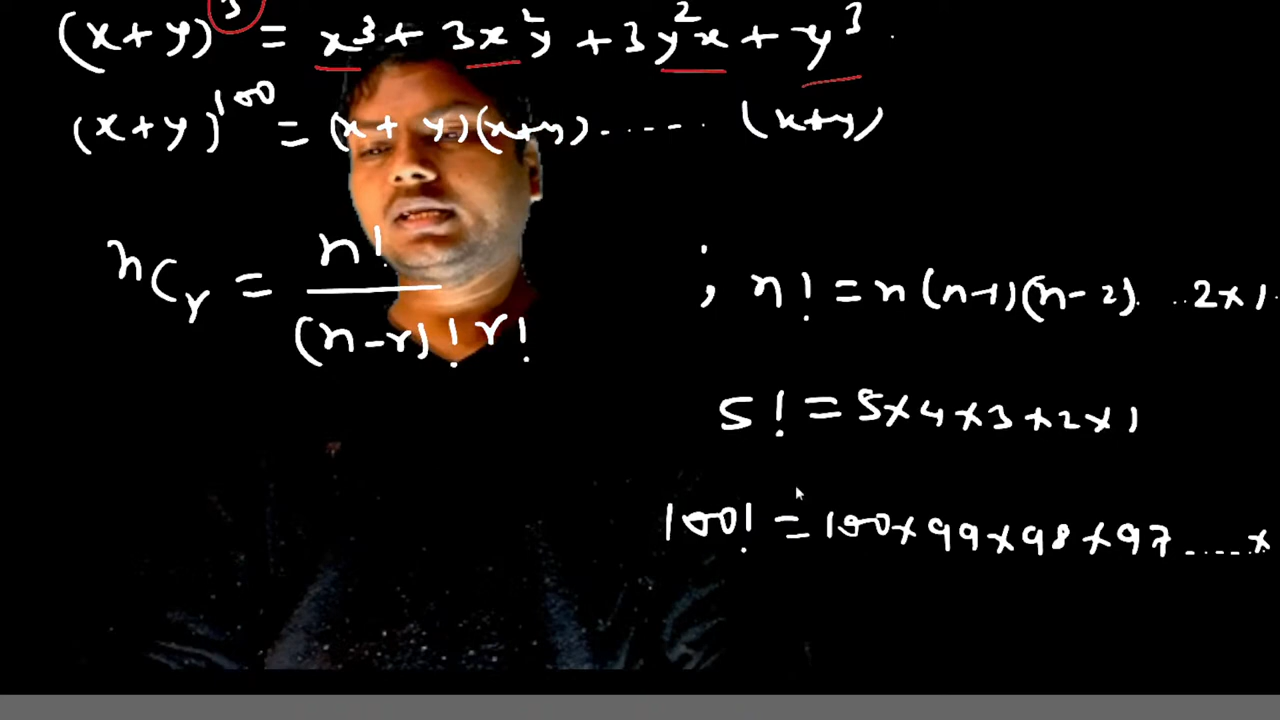 (x+y)³ = x³ + 3x²y + 3y²x + y³
(x+y)¹⁰⁰ = (x+y)(x+y)...... (x+y)
ⁿCᵣ = n! / (n-r)! r! ; n! = n(n-1)(n-2)... 2×1
5! = 5×4×3×2×1
100! = 100×99×98×97.....×